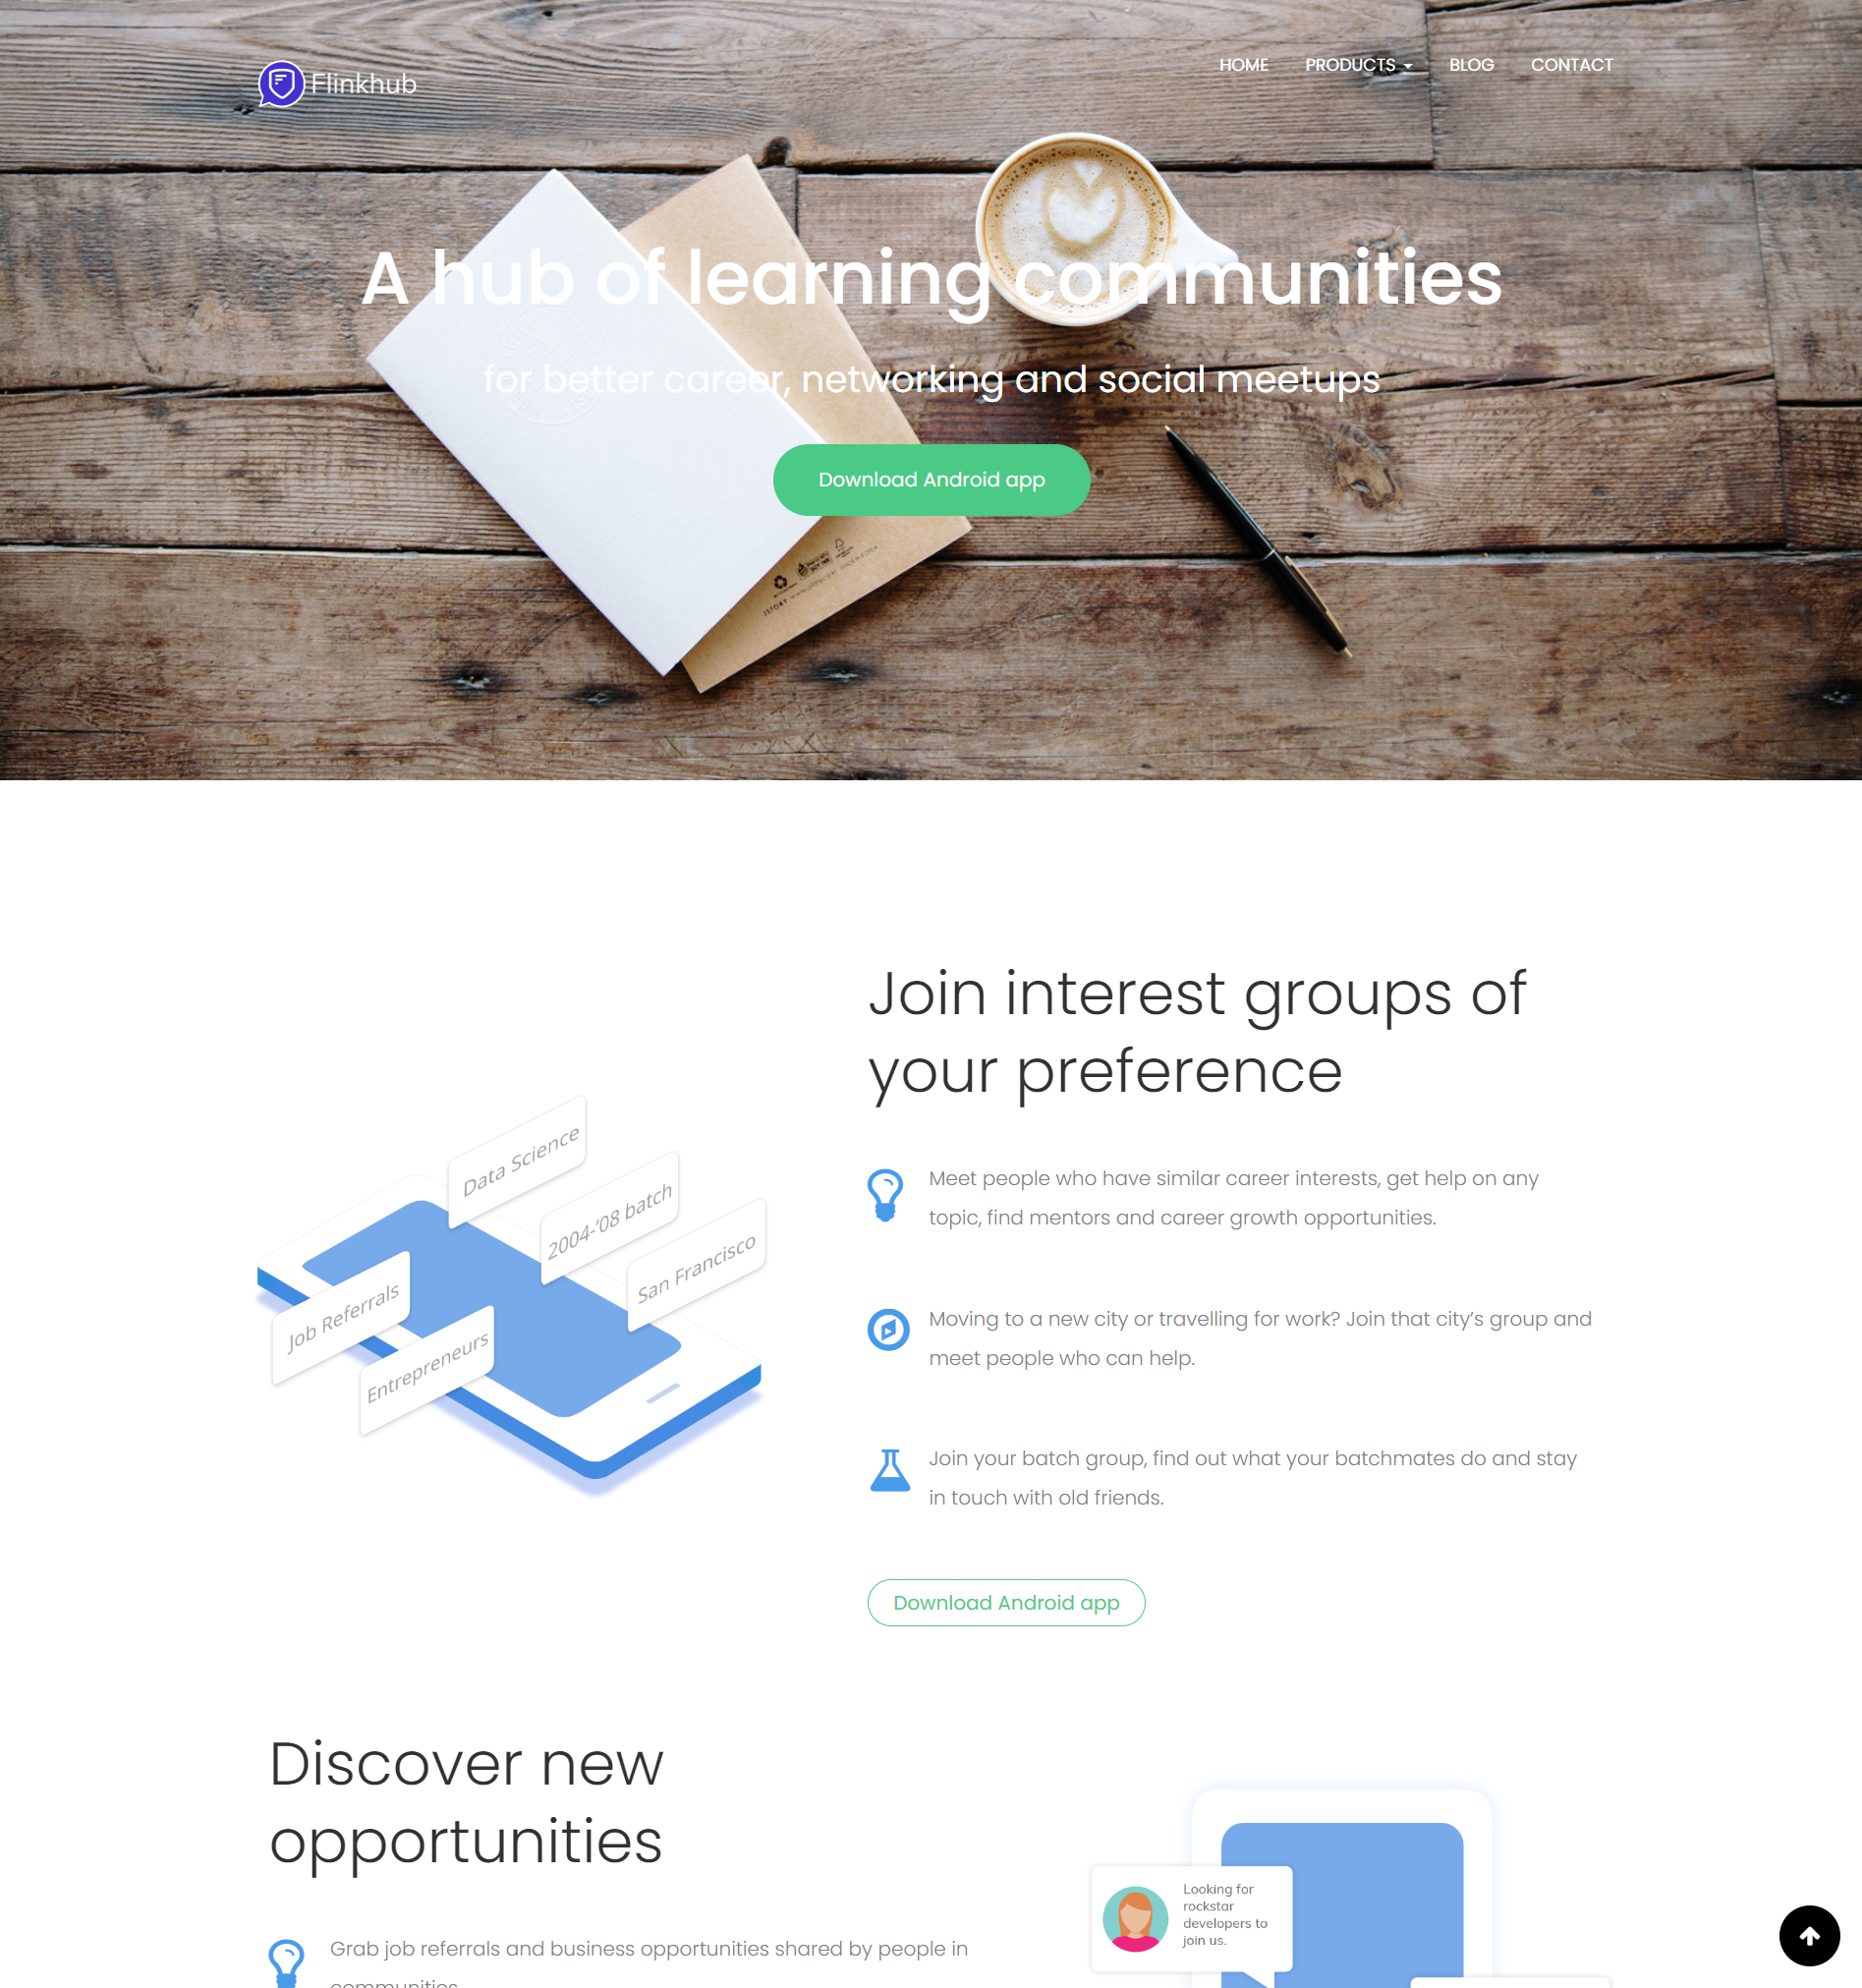 Flinkhub
HOME PRODUCTS BLOG CONTACT
A hub of learning communities
for better career, networking and social meetups
Download Android app
Join interest groups of
your preference
Data Science
2004-'08 batch
San Francisco
Job Referrals
Entrepreneurs
Meet people who have similar career interests, get help on any
topic, find mentors and career growth opportunities.
Moving to a new city or travelling for work? Join that city’s group and
meet people who can help.
Join your batch group, find out what your batchmates do and stay
in touch with old friends.
Download Android app
Discover new
opportunities
Looking for
rockstar
developers to
join us.
Grab job referrals and business opportunities shared by people in
communities